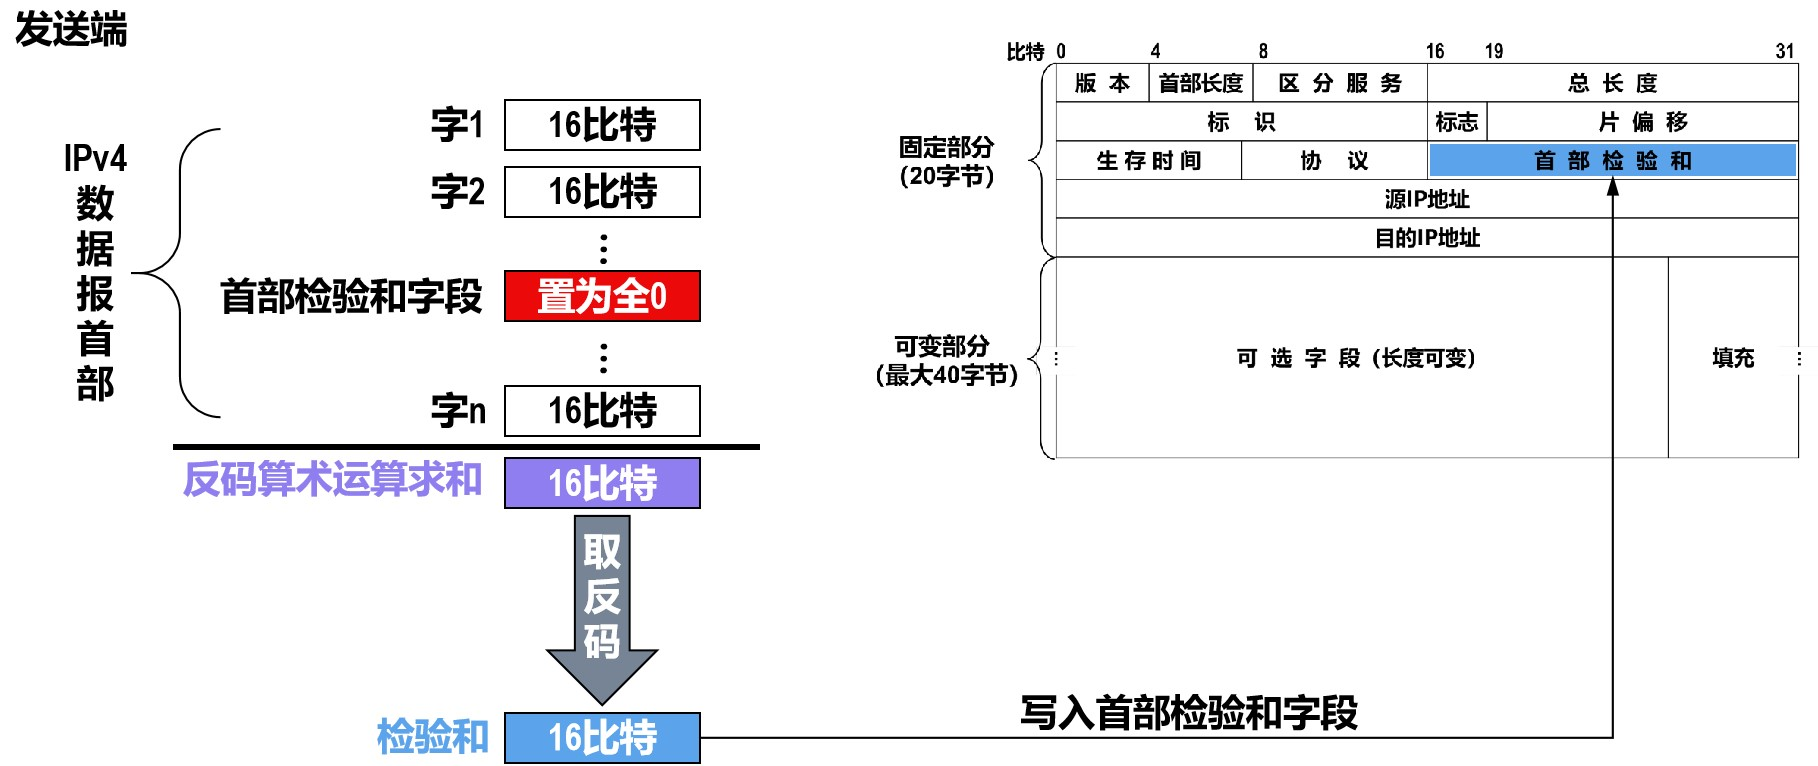 发送端
IPv4
数
据
报
首
部
字1 16比特
字2 16比特
首部检验和字段 置为全0
字n 16比特
反码算术运算求和 16比特
取
反
码
检验和 16比特
写入首部检验和字段
比特 0 4 8 16 19 31
版本 首部长度 区分服务 总长度
标识 标志 片偏移
固定部分
(20字节)
生存时间 协议 首部检验和
源IP地址
目的IP地址
可变部分
(最大40字节)
可选字段 (长度可变) 填充